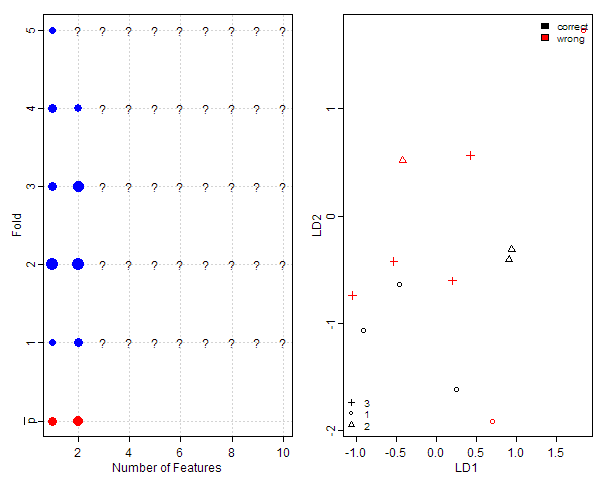 5 ? ? ? ? ? ? ? ? ?
4 ? ? ? ? ? ? ? ?
3 ? ? ? ? ? ? ? ?
2 ? ? ? ? ? ? ? ?
1 ? ? ? ? ? ? ? ?
p̅
Fold
2 4 6 8 10
Number of Features
correct
wrong
1
0
-1
-2
LD2
3
1
2
-1.0 -0.5 0.0 0.5 1.0 1.5
LD1